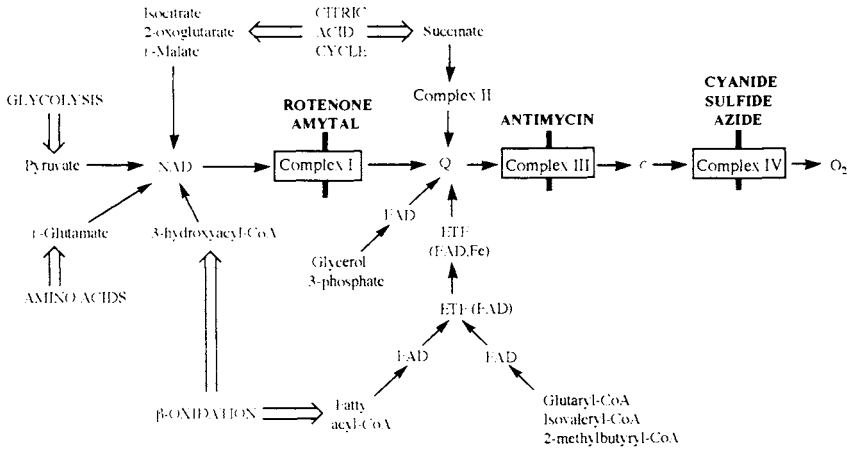 Isocitrate
2-oxoglutarate
L-Malate
CITRIC
ACID
CYCLE
Succinate
GLYCOLYSIS
Complex II
ROTENONE
AMYTAL
ANTIMYCIN
CYANIDE
SULFIDE
AZIDE
Pyruvate
NAD
Complex I
Q
Complex III
c
Complex IV
O₂
FAD
L-Glutamate
3-hydroxyacyl-CoA
ETF
(FAD,Fe)
Glycerol
3-phosphate
AMINO ACIDS
ETF (FAD)
FAD
FAD
β-OXIDATION
Fatty
acyl-CoA
Glutaryl-CoA
Isovaleryl-CoA
2-methylbutyryl-CoA